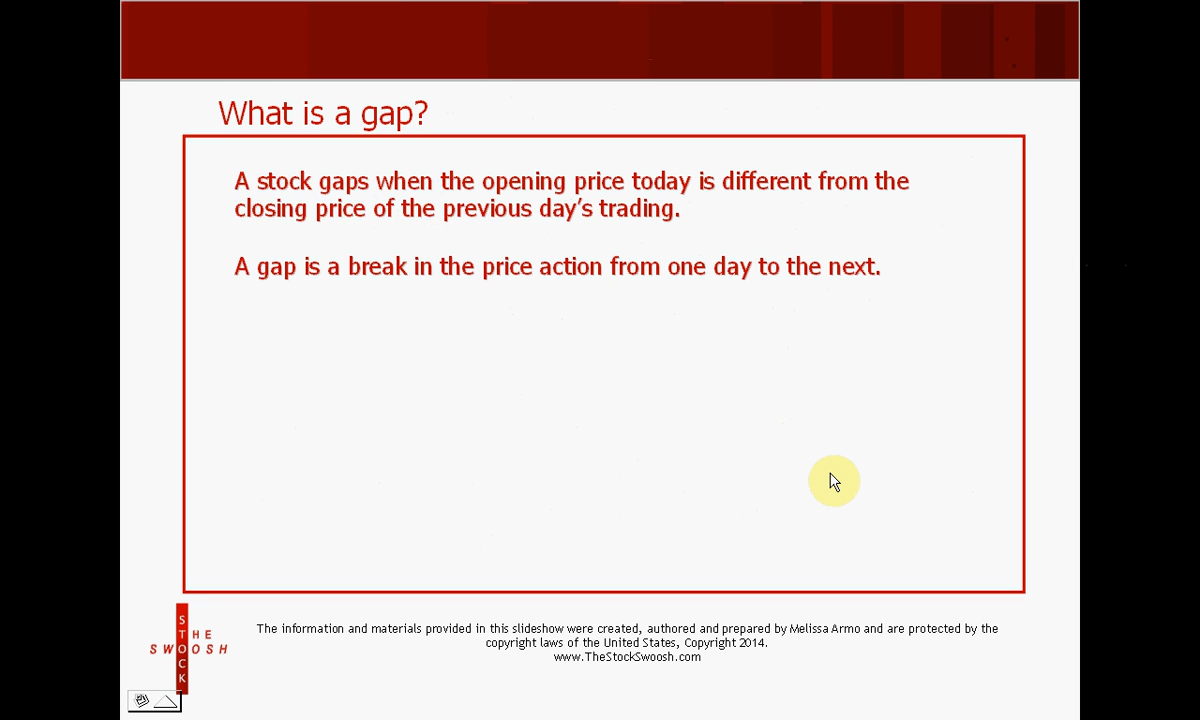 What is a gap?
A stock gaps when the opening price today is different from the
closing price of the previous day's trading.
A gap is a break in the price action from one day to the next.
THE
STOCK
SWOOSH
The information and materials provided in this slideshow were created, authored and prepared by Melissa Armo and are protected by the
copyright laws of the United States, Copyright 2014.
www.TheStockSwoosh.com